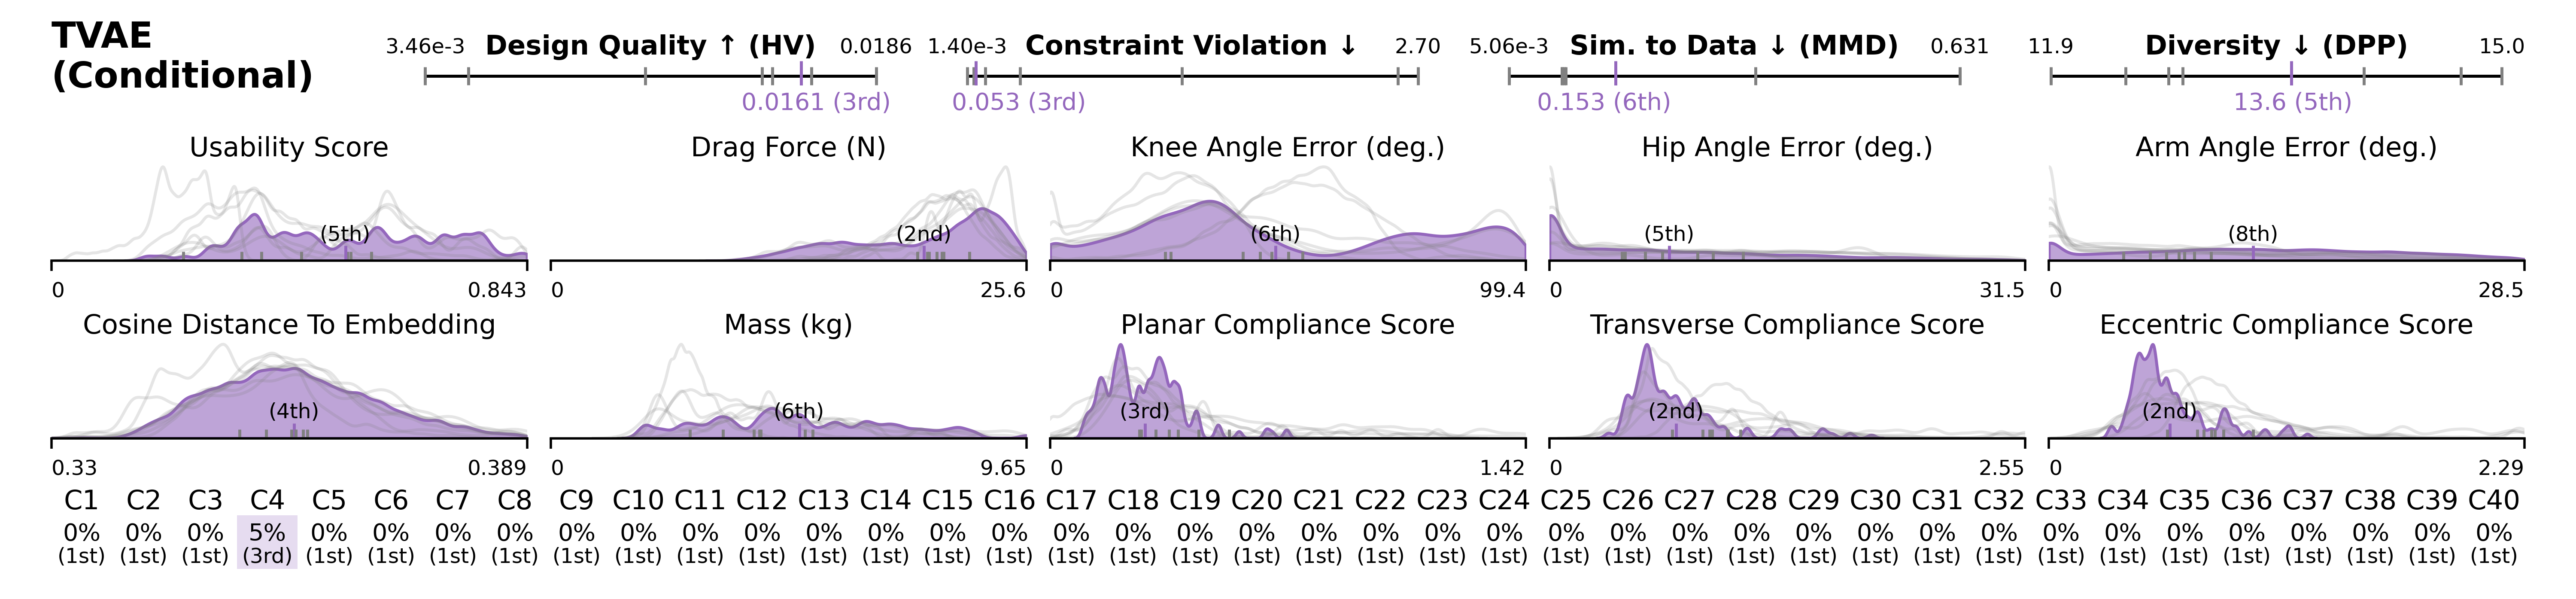 TVAE
(Conditional)
3.46e-3 Design Quality ↑ (HV) 0.0186
0.0161 (3rd)
1.40e-3 Constraint Violation ↓ 2.70
0.053 (3rd)
5.06e-3 Sim. to Data ↓ (MMD) 0.631
0.153 (6th)
11.9 Diversity ↓ (DPP) 15.0
13.6 (5th)
Usability Score
(5th)
0 0.843
Drag Force (N)
(2nd)
0 25.6
Knee Angle Error (deg.)
(6th)
0 99.4
Hip Angle Error (deg.)
(5th)
0 31.5
Arm Angle Error (deg.)
(8th)
0 28.5
Cosine Distance To Embedding
(4th)
0.33 0.389
Mass (kg)
(6th)
0 9.65
Planar Compliance Score
(3rd)
0 1.42
Transverse Compliance Score
(2nd)
0 2.55
Eccentric Compliance Score
(2nd)
0 2.29
C1 C2 C3 C4 C5 C6 C7 C8 C9 C10 C11 C12 C13 C14 C15 C16 C17 C18 C19 C20 C21 C22 C23 C24 C25 C26 C27 C28 C29 C30 C31 C32 C33 C34 C35 C36 C37 C38 C39 C40
0% 0% 0% 5% 0% 0% 0% 0% 0% 0% 0% 0% 0% 0% 0% 0% 0% 0% 0% 0% 0% 0% 0% 0% 0% 0% 0% 0% 0% 0% 0% 0% 0% 0% 0% 0% 0% 0% 0% 0%
(1st) (1st) (1st) (3rd) (1st) (1st) (1st) (1st) (1st) (1st) (1st) (1st) (1st) (1st) (1st) (1st) (1st) (1st) (1st) (1st) (1st) (1st) (1st) (1st) (1st) (1st) (1st) (1st) (1st) (1st) (1st) (1st) (1st) (1st) (1st) (1st) (1st) (1st) (1st) (1st)